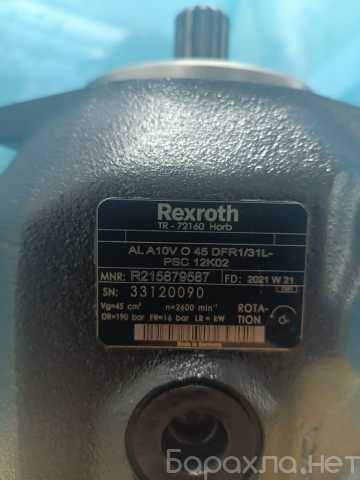 Rexroth
TR - 72160 Horb
AL A10V O 45 DFR1/31L-
PSC 12K02
MNR: R215879587 FD: 2021 W 21
SN: 33120090
Vg=45 cm³ n=2600 min⁻¹ ROTA-
DR=190 bar FR=16 bar LR= kW TION
Made in Germany
Барахла.нет